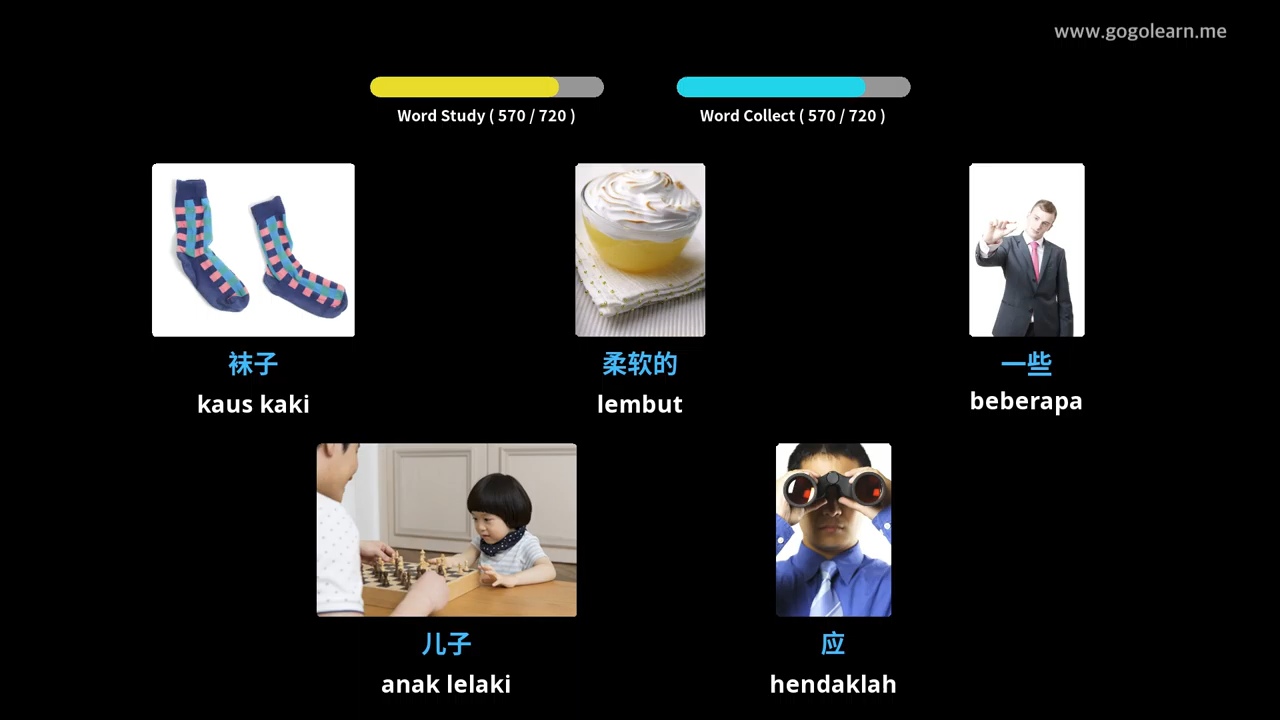 www.gogolearn.me
Word Study ( 570 / 720 )
Word Collect ( 570 / 720 )
袜子
kaus kaki
柔软的
lembut
一些
beberapa
儿子
anak lelaki
应
hendaklah